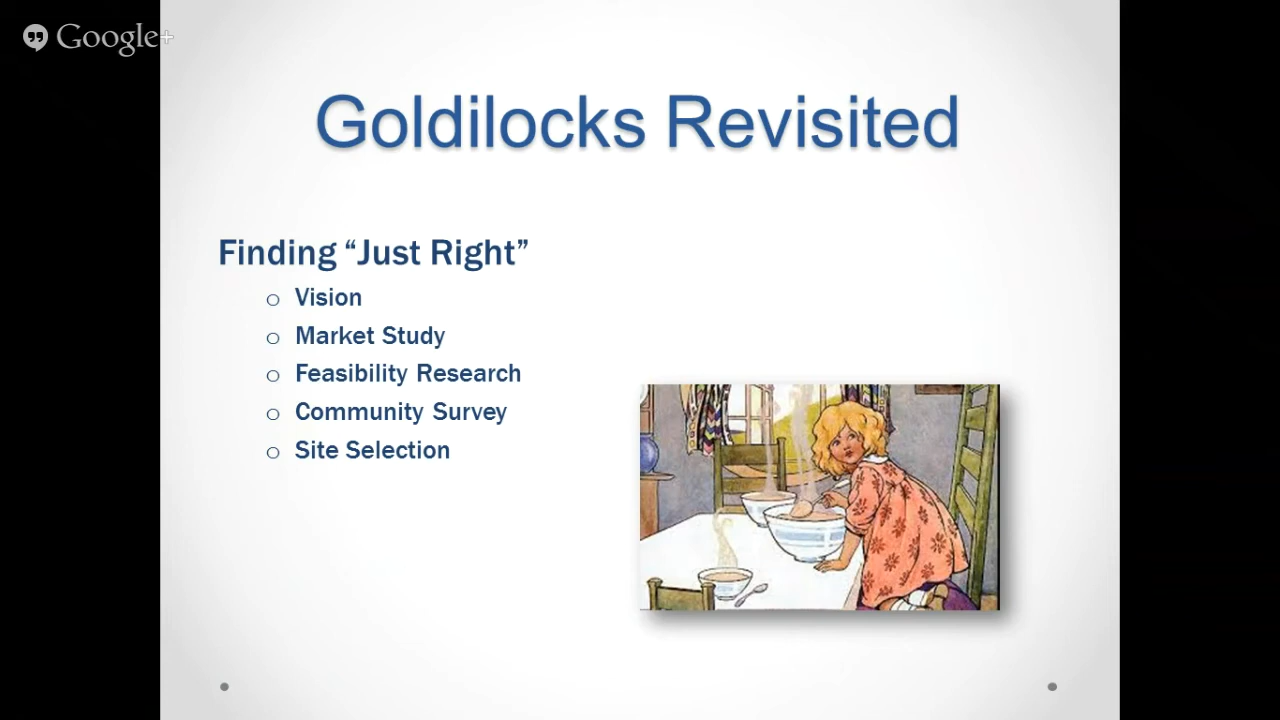 Google+
Goldilocks Revisited
Finding “Just Right”
o Vision
o Market Study
o Feasibility Research
o Community Survey
o Site Selection